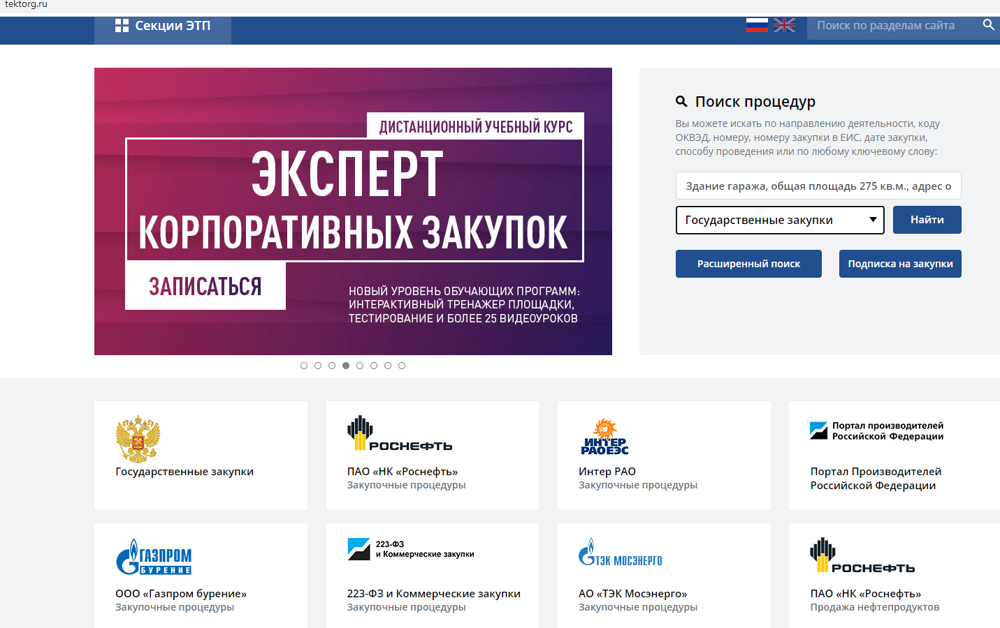 tektorg.ru
Секции ЭТП
Поиск по разделам сайта
ДИСТАНЦИОННЫЙ УЧЕБНЫЙ КУРС
ЭКСПЕРТ
КОРПОРАТИВНЫХ ЗАКУПОК
ЗАПИСАТЬСЯ
НОВЫЙ УРОВЕНЬ ОБУЧАЮЩИХ ПРОГРАММ:
ИНТЕРАКТИВНЫЙ ТРЕНАЖЕР ПЛОЩАДКИ,
ТЕСТИРОВАНИЕ И БОЛЕЕ 25 ВИДЕОУРОКОВ
Поиск процедур
Вы можете искать по направлению деятельности, коду
ОКВЭД, номеру, номеру закупки в ЕИС, дате закупки,
способу проведения или по любому ключевому слову:
Здание гаража, общая площадь 275 кв.м., адрес о
Государственные закупки
Найти
Расширенный поиск
Подписка на закупки
Государственные закупки
РОСНЕФТЬ
ПАО «НК «Роснефть»
Закупочные процедуры
ИНТЕР
РАОЕЭС
Интер РАО
Закупочные процедуры
Портал производителей
Российской Федерации
Портал Производителей
Российской Федерации
ГАЗПРОМ
БУРЕНИЕ
ООО «Газпром бурение»
Закупочные процедуры
223-ФЗ
и Коммерческие закупки
223-ФЗ и Коммерческие закупки
Закупочные процедуры
ТЭК МОСЭНЕРГО
АО «ТЭК Мосэнерго»
Закупочные процедуры
РОСНЕФТЬ
ПАО «НК «Роснефть»
Продажа нефтепродуктов